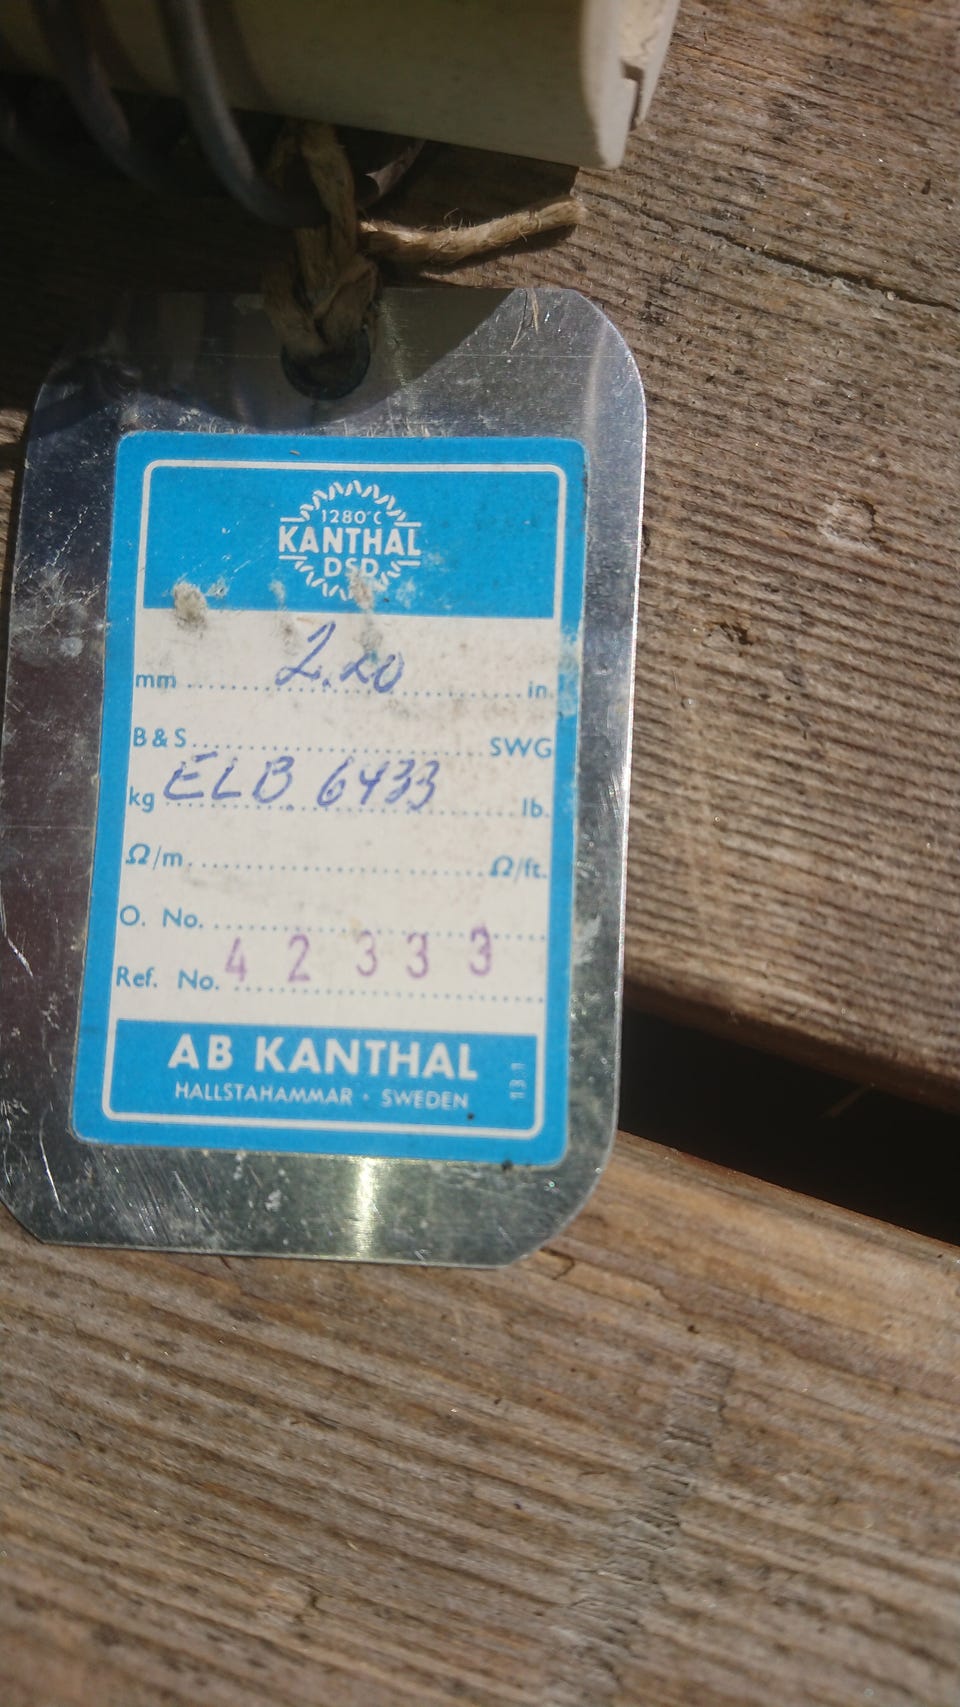 1280°C
KANTHAL
DSD
mm 2.20 in.
B & S SWG
kg ELB 6433 lb.
Ω/m Ω/ft.
O. No.
Ref. No. 42333
AB KANTHAL
HALLSTAHAMMAR · SWEDEN
13.1